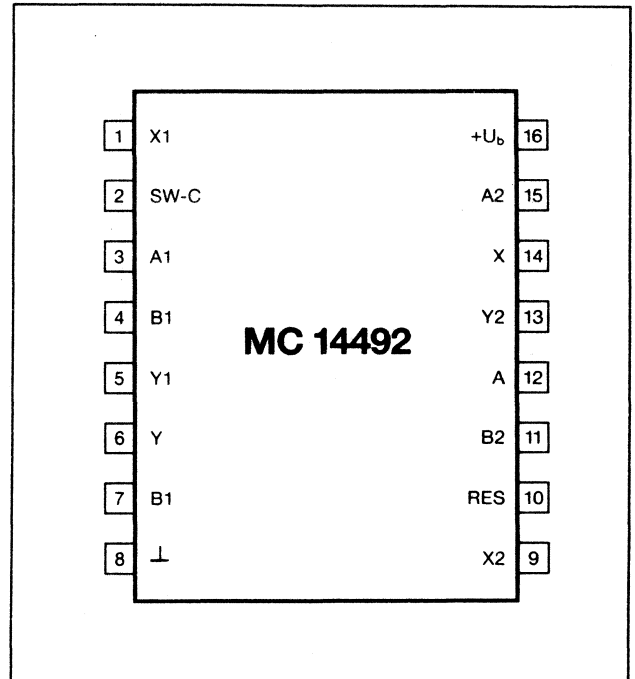 1 X1 +U_b 16
2 SW-C A2 15
3 A1 X 14
4 B1 Y2 13
MC 14492
5 Y1 A 12
6 Y B2 11
7 B1 RES 10
8 ⊥ X2 9